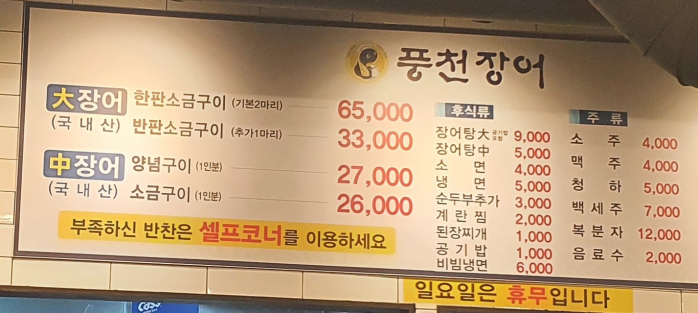 풍천장어
大장어 한판소금구이 (기본2마리) 65,000
(국내산) 반판소금구이 (추가1마리) 33,000
中장어 양념구이 (1인분) 27,000
(국내산) 소금구이 (1인분) 26,000
부족하신 반찬은 셀프코너를 이용하세요
후식류
장어탕大 공기밥 포함 9,000
장어탕中 5,000
소면 4,000
냉면 5,000
순두부추가 3,000
계란찜 2,000
된장찌개 1,000
공기밥 1,000
비빔냉면 6,000
주류
소주 4,000
맥주 4,000
청하 5,000
백세주 7,000
복분자 12,000
음료수 2,000
일요일은 휴무입니다